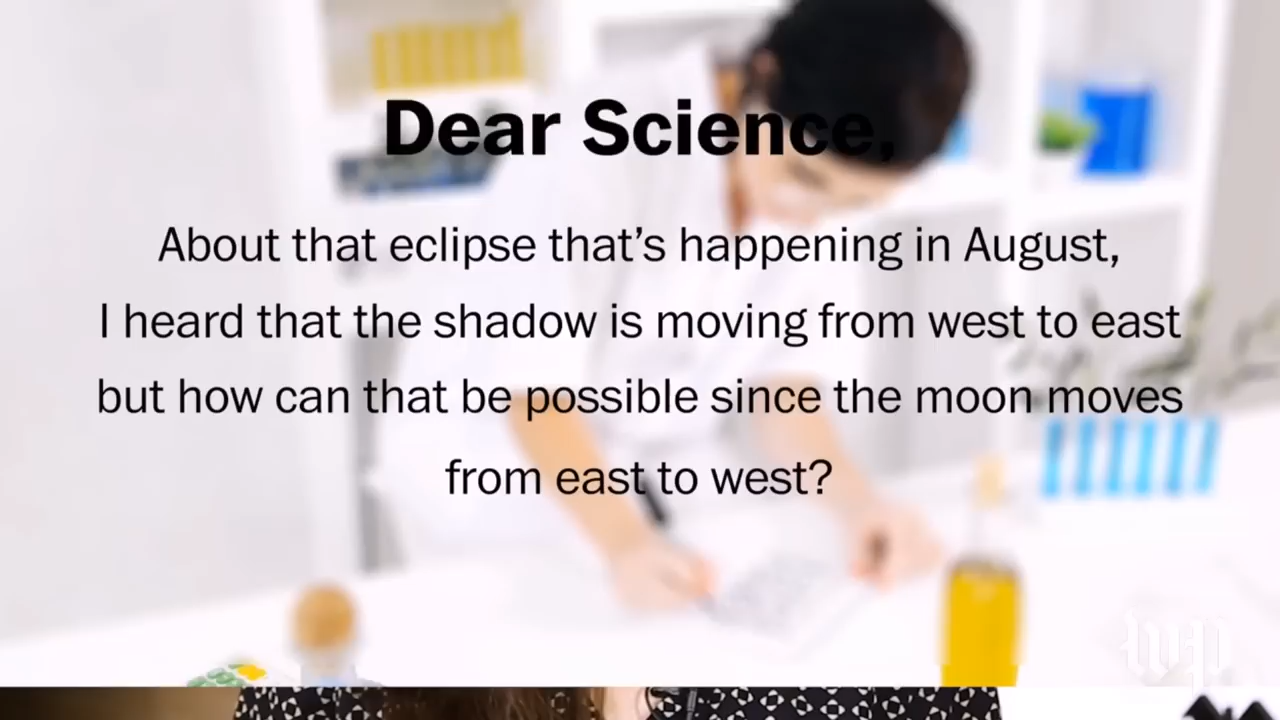 Dear Science,
About that eclipse that’s happening in August,
I heard that the shadow is moving from west to east
but how can that be possible since the moon moves
from east to west?
wp